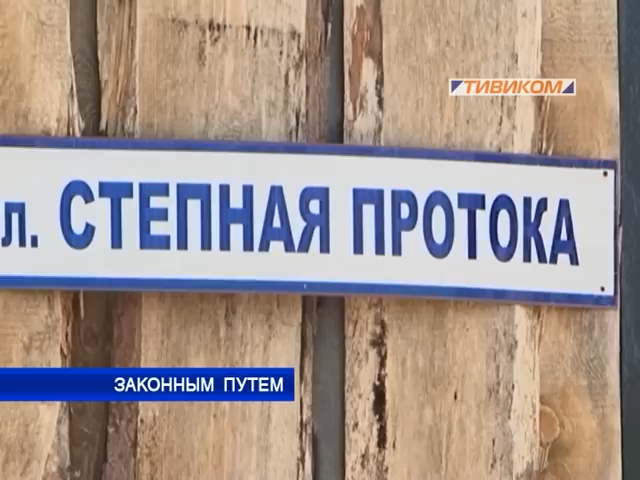 ТИВИКОМ
л. СТЕПНАЯ ПРОТОКА
ЗАКОННЫМ ПУТЕМ